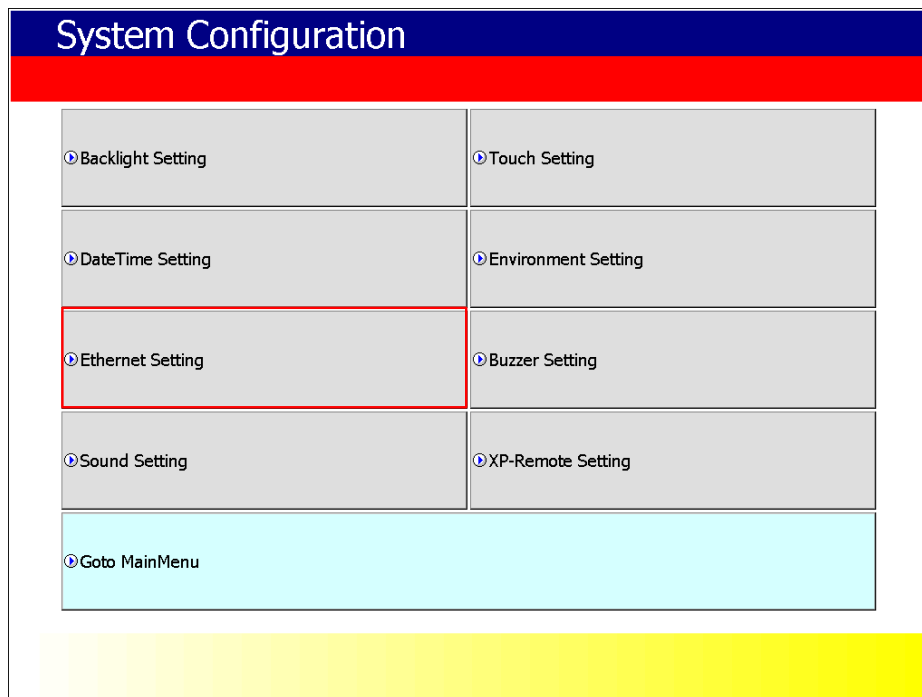 System Configuration
Backlight Setting
Touch Setting
DateTime Setting
Environment Setting
Ethernet Setting
Buzzer Setting
Sound Setting
XP-Remote Setting
Goto MainMenu